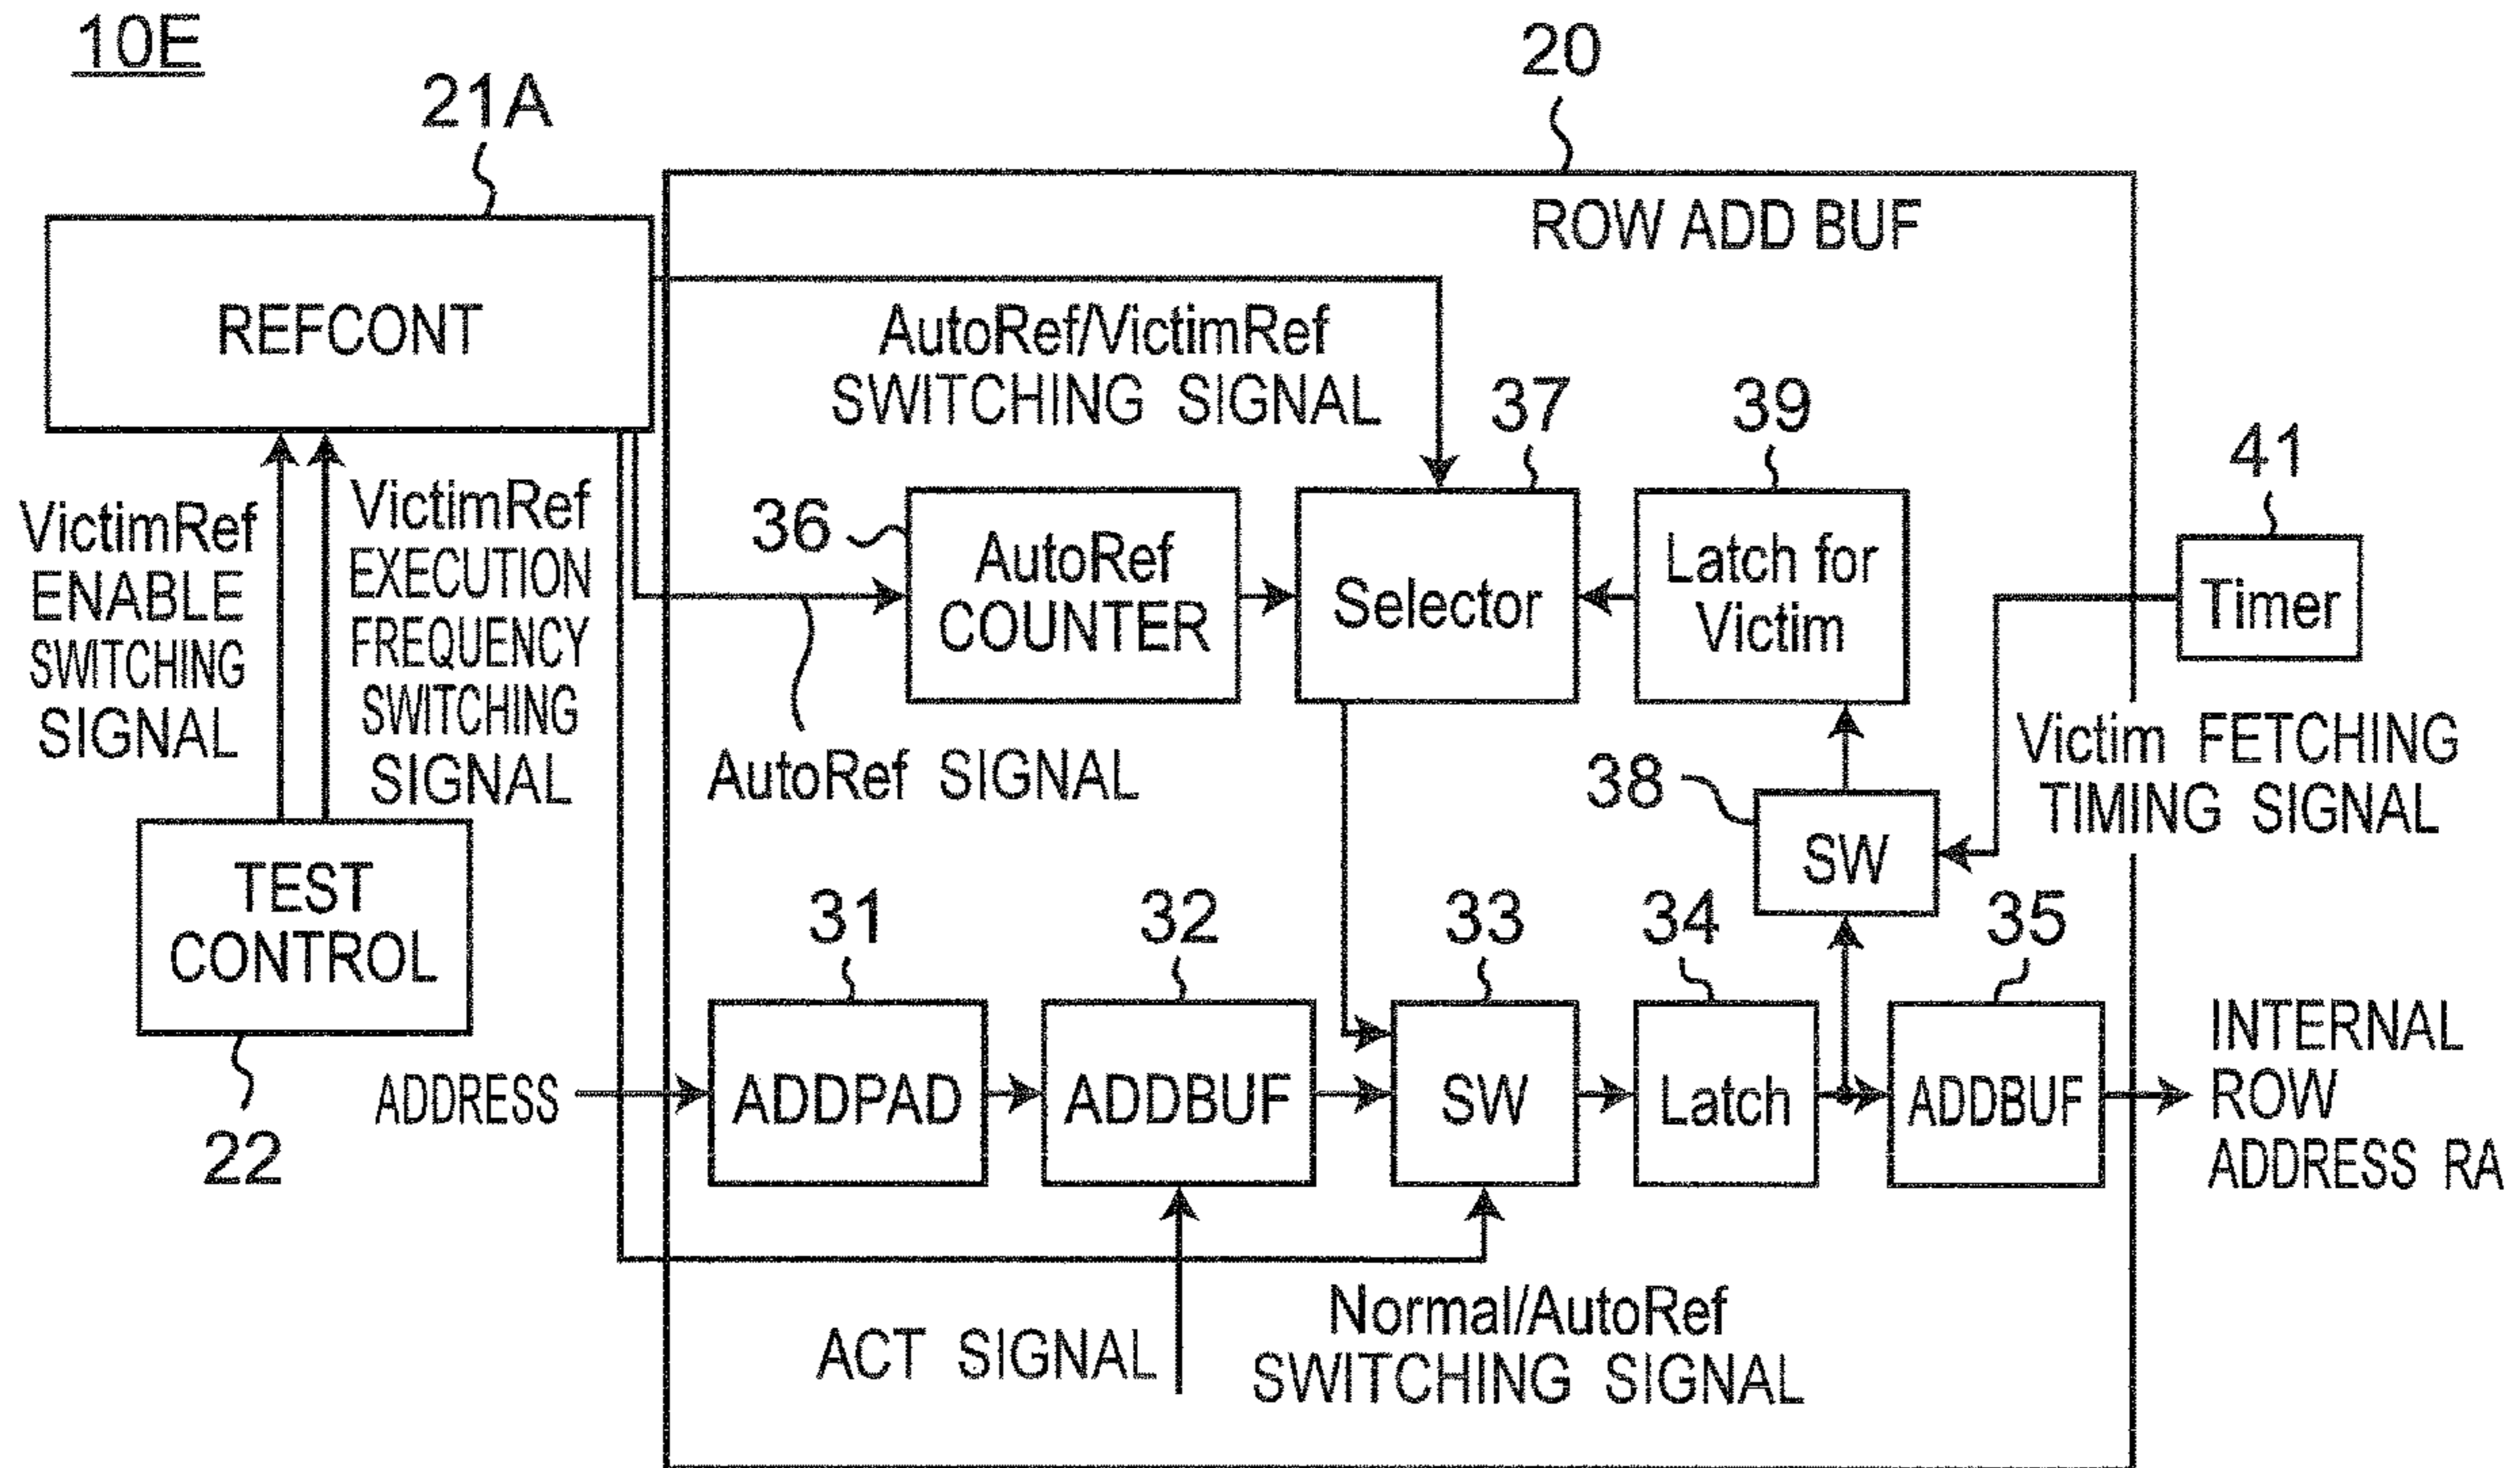 10E
21A
20
ROW ADD BUF
REFCONT
AutoRef/VictimRef
SWITCHING SIGNAL
37
39
41
VictimRef
ENABLE
SWITCHING
SIGNAL
VictimRef
EXECUTION
FREQUENCY
SWITCHING
SIGNAL
36
AutoRef
COUNTER
Selector
Latch for
Victim
Timer
AutoRef SIGNAL
38
SW
Victim FETCHING
TIMING SIGNAL
TEST
CONTROL
22
31
32
33
34
35
ADDRESS
ADDPAD
ADDBUF
SW
Latch
ADDBUF
INTERNAL
ROW
ADDRESS RA
ACT SIGNAL
Normal/AutoRef
SWITCHING SIGNAL